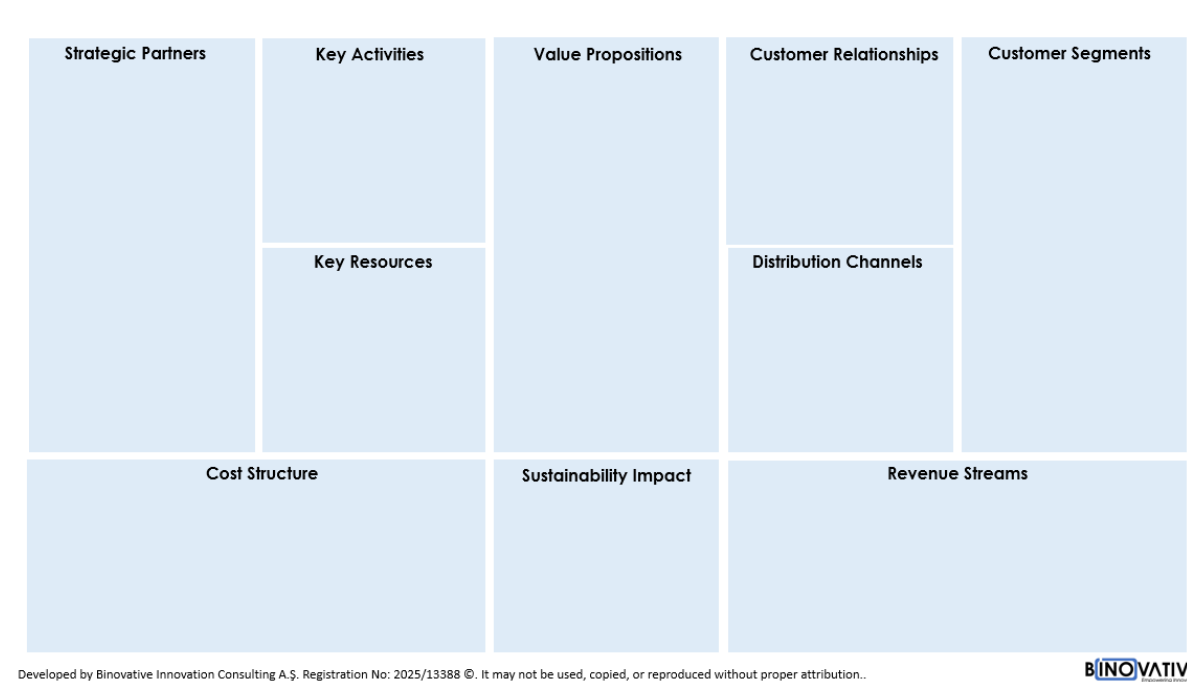 Strategic Partners
Key Activities
Value Propositions
Customer Relationships
Customer Segments
Key Resources
Distribution Channels
Cost Structure
Sustainability Impact
Revenue Streams
Developed by Binovative Innovation Consulting A.Ş. Registration No: 2025/13388 ©. It may not be used, copied, or reproduced without proper attribution..
BINOVATIV
Empowering Innov